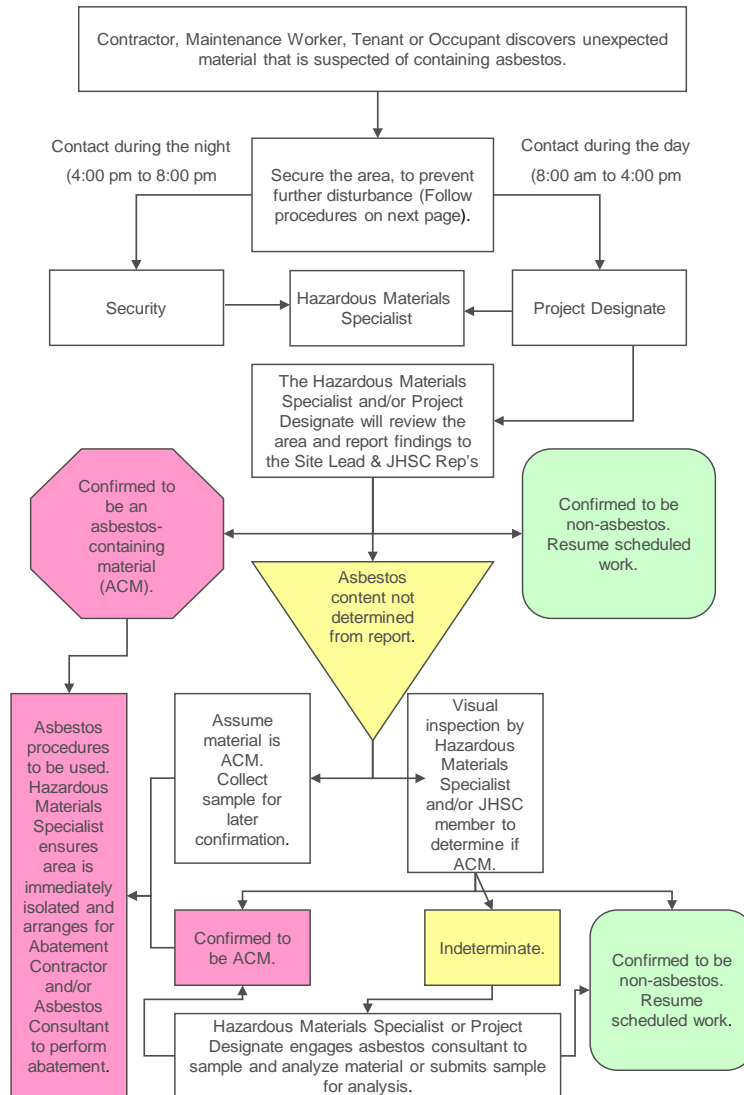 Contractor, Maintenance Worker, Tenant or Occupant discovers unexpected
material that is suspected of containing asbestos.
Contact during the night
(4:00 pm to 8:00 pm
Secure the area, to prevent
further disturbance (Follow
procedures on next page).
Contact during the day
(8:00 am to 4:00 pm
Security
Hazardous Materials
Specialist
Project Designate
The Hazardous Materials
Specialist and/or Project
Designate will review the
area and report findings to
the Site Lead & JHSC Rep's
Confirmed to
be an
asbestos-
containing
material
(ACM).
Asbestos
content not
determined
from report.
Confirmed to be
non-asbestos.
Resume scheduled
work.
Asbestos
procedures
to be used.
Hazardous
Materials
Specialist
ensures
area is
immediately
isolated and
arranges for
Abatement
Contractor
and/or
Asbestos
Consultant
to perform
abatement.
Assume
material is
ACM.
Collect
sample for
later
confirmation.
Visual
inspection by
Hazardous
Materials
Specialist
and/or JHSC
member to
determine if
ACM.
Confirmed to
be ACM.
Indeterminate.
Confirmed to be
non-asbestos.
Resume
scheduled work.
Hazardous Materials Specialist or Project
Designate engages asbestos consultant to
sample and analyze material or submits sample
for analysis.